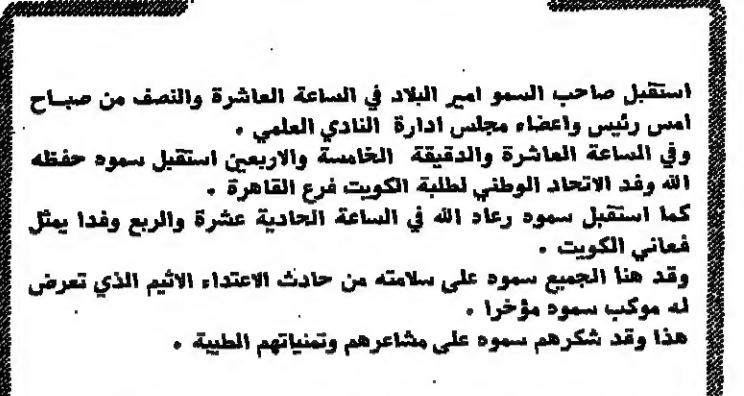 استقبل صاحب السمو امير البلاد في الساعة العاشرة والنصف من صباح
امس رئيس واعضاء مجلس ادارة النادي العلمي .
وفي الساعة العاشرة والدقيقة الخامسة والاربعين استقبل سموه حفظه
الله وفد الاتحاد الوطني لطلبة الكويت فرع القاهرة .
كما استقبل سموه رعاه الله في الساعة الحادية عشرة والربع وفدا يمثل
فعاني الكويت .
وقد هنا الجميع سموه على سلامته من حادث الاعتداء الاثيم الذي تعرض
له موكب سموه مؤخرا .
هذا وقد شكرهم سموه على مشاعرهم وتمنياتهم الطيبة .